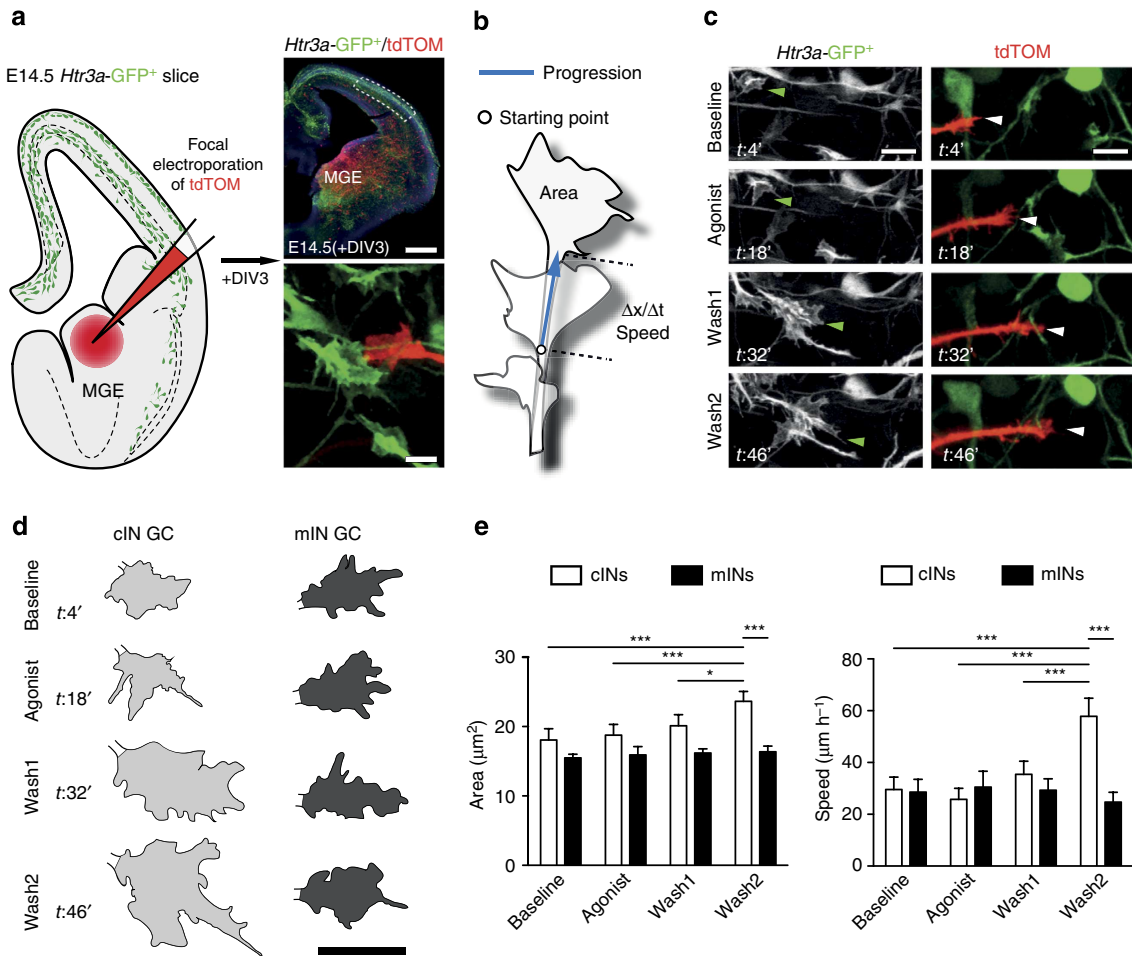 a
E14.5 Htr3a-GFP⁺ slice
Focal
electroporation
of tdTOM
+DIV3
MGE
Htr3a-GFP⁺/tdTOM
MGE
E14.5(+DIV3)
b
Progression
Starting point
Area
Δx/Δt
Speed
c
Htr3a-GFP⁺
tdTOM
Baseline
t:4'
t:4'
Agonist
t:18'
t:18'
Wash1
t:32'
t:32'
Wash2
t:46'
t:46'
d
cIN GC
mIN GC
Baseline
t:4′
Agonist
t:18′
Wash1
t:32′
Wash2
t:46′
e
cINs
mINs
***
***
***
*
30
20
10
0
Area (μm²)
Baseline
Agonist
Wash1
Wash2
cINs
mINs
***
***
***
***
80
60
40
20
0
Speed (μm h⁻¹)
Baseline
Agonist
Wash1
Wash2